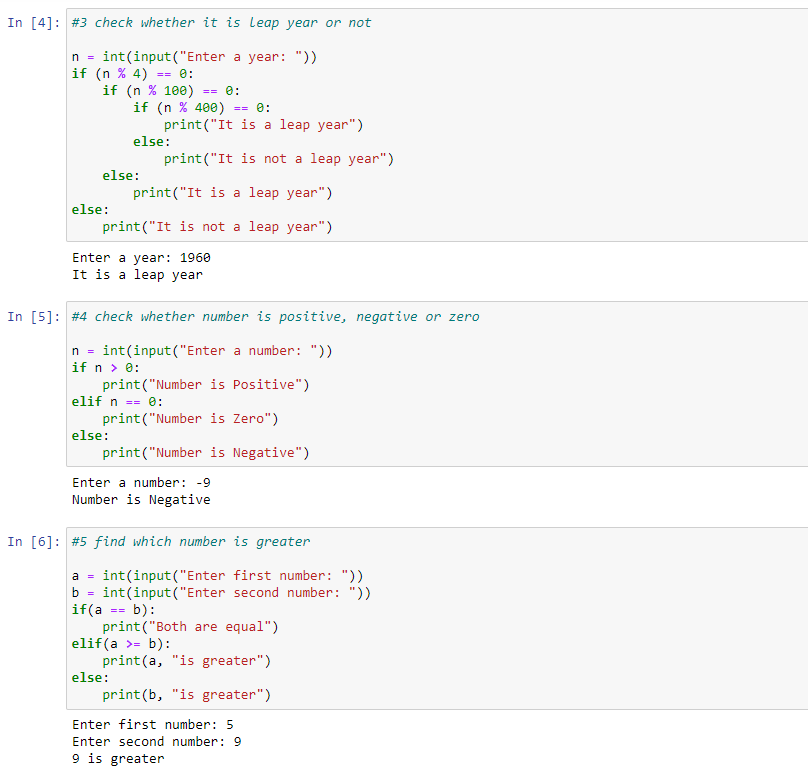 In [4]: #3 check whether it is leap year or not
n = int(input("Enter a year: "))
if (n % 4) == 0:
    if (n % 100) == 0:
        if (n % 400) == 0:
            print("It is a leap year")
        else:
            print("It is not a leap year")
    else:
        print("It is a leap year")
else:
    print("It is not a leap year")
Enter a year: 1960
It is a leap year
In [5]: #4 check whether number is positive, negative or zero
n = int(input("Enter a number: "))
if n > 0:
    print("Number is Positive")
elif n == 0:
    print("Number is Zero")
else:
    print("Number is Negative")
Enter a number: -9
Number is Negative
In [6]: #5 find which number is greater
a = int(input("Enter first number: "))
b = int(input("Enter second number: "))
if(a == b):
    print("Both are equal")
elif(a >= b):
    print(a, "is greater")
else:
    print(b, "is greater")
Enter first number: 5
Enter second number: 9
9 is greater